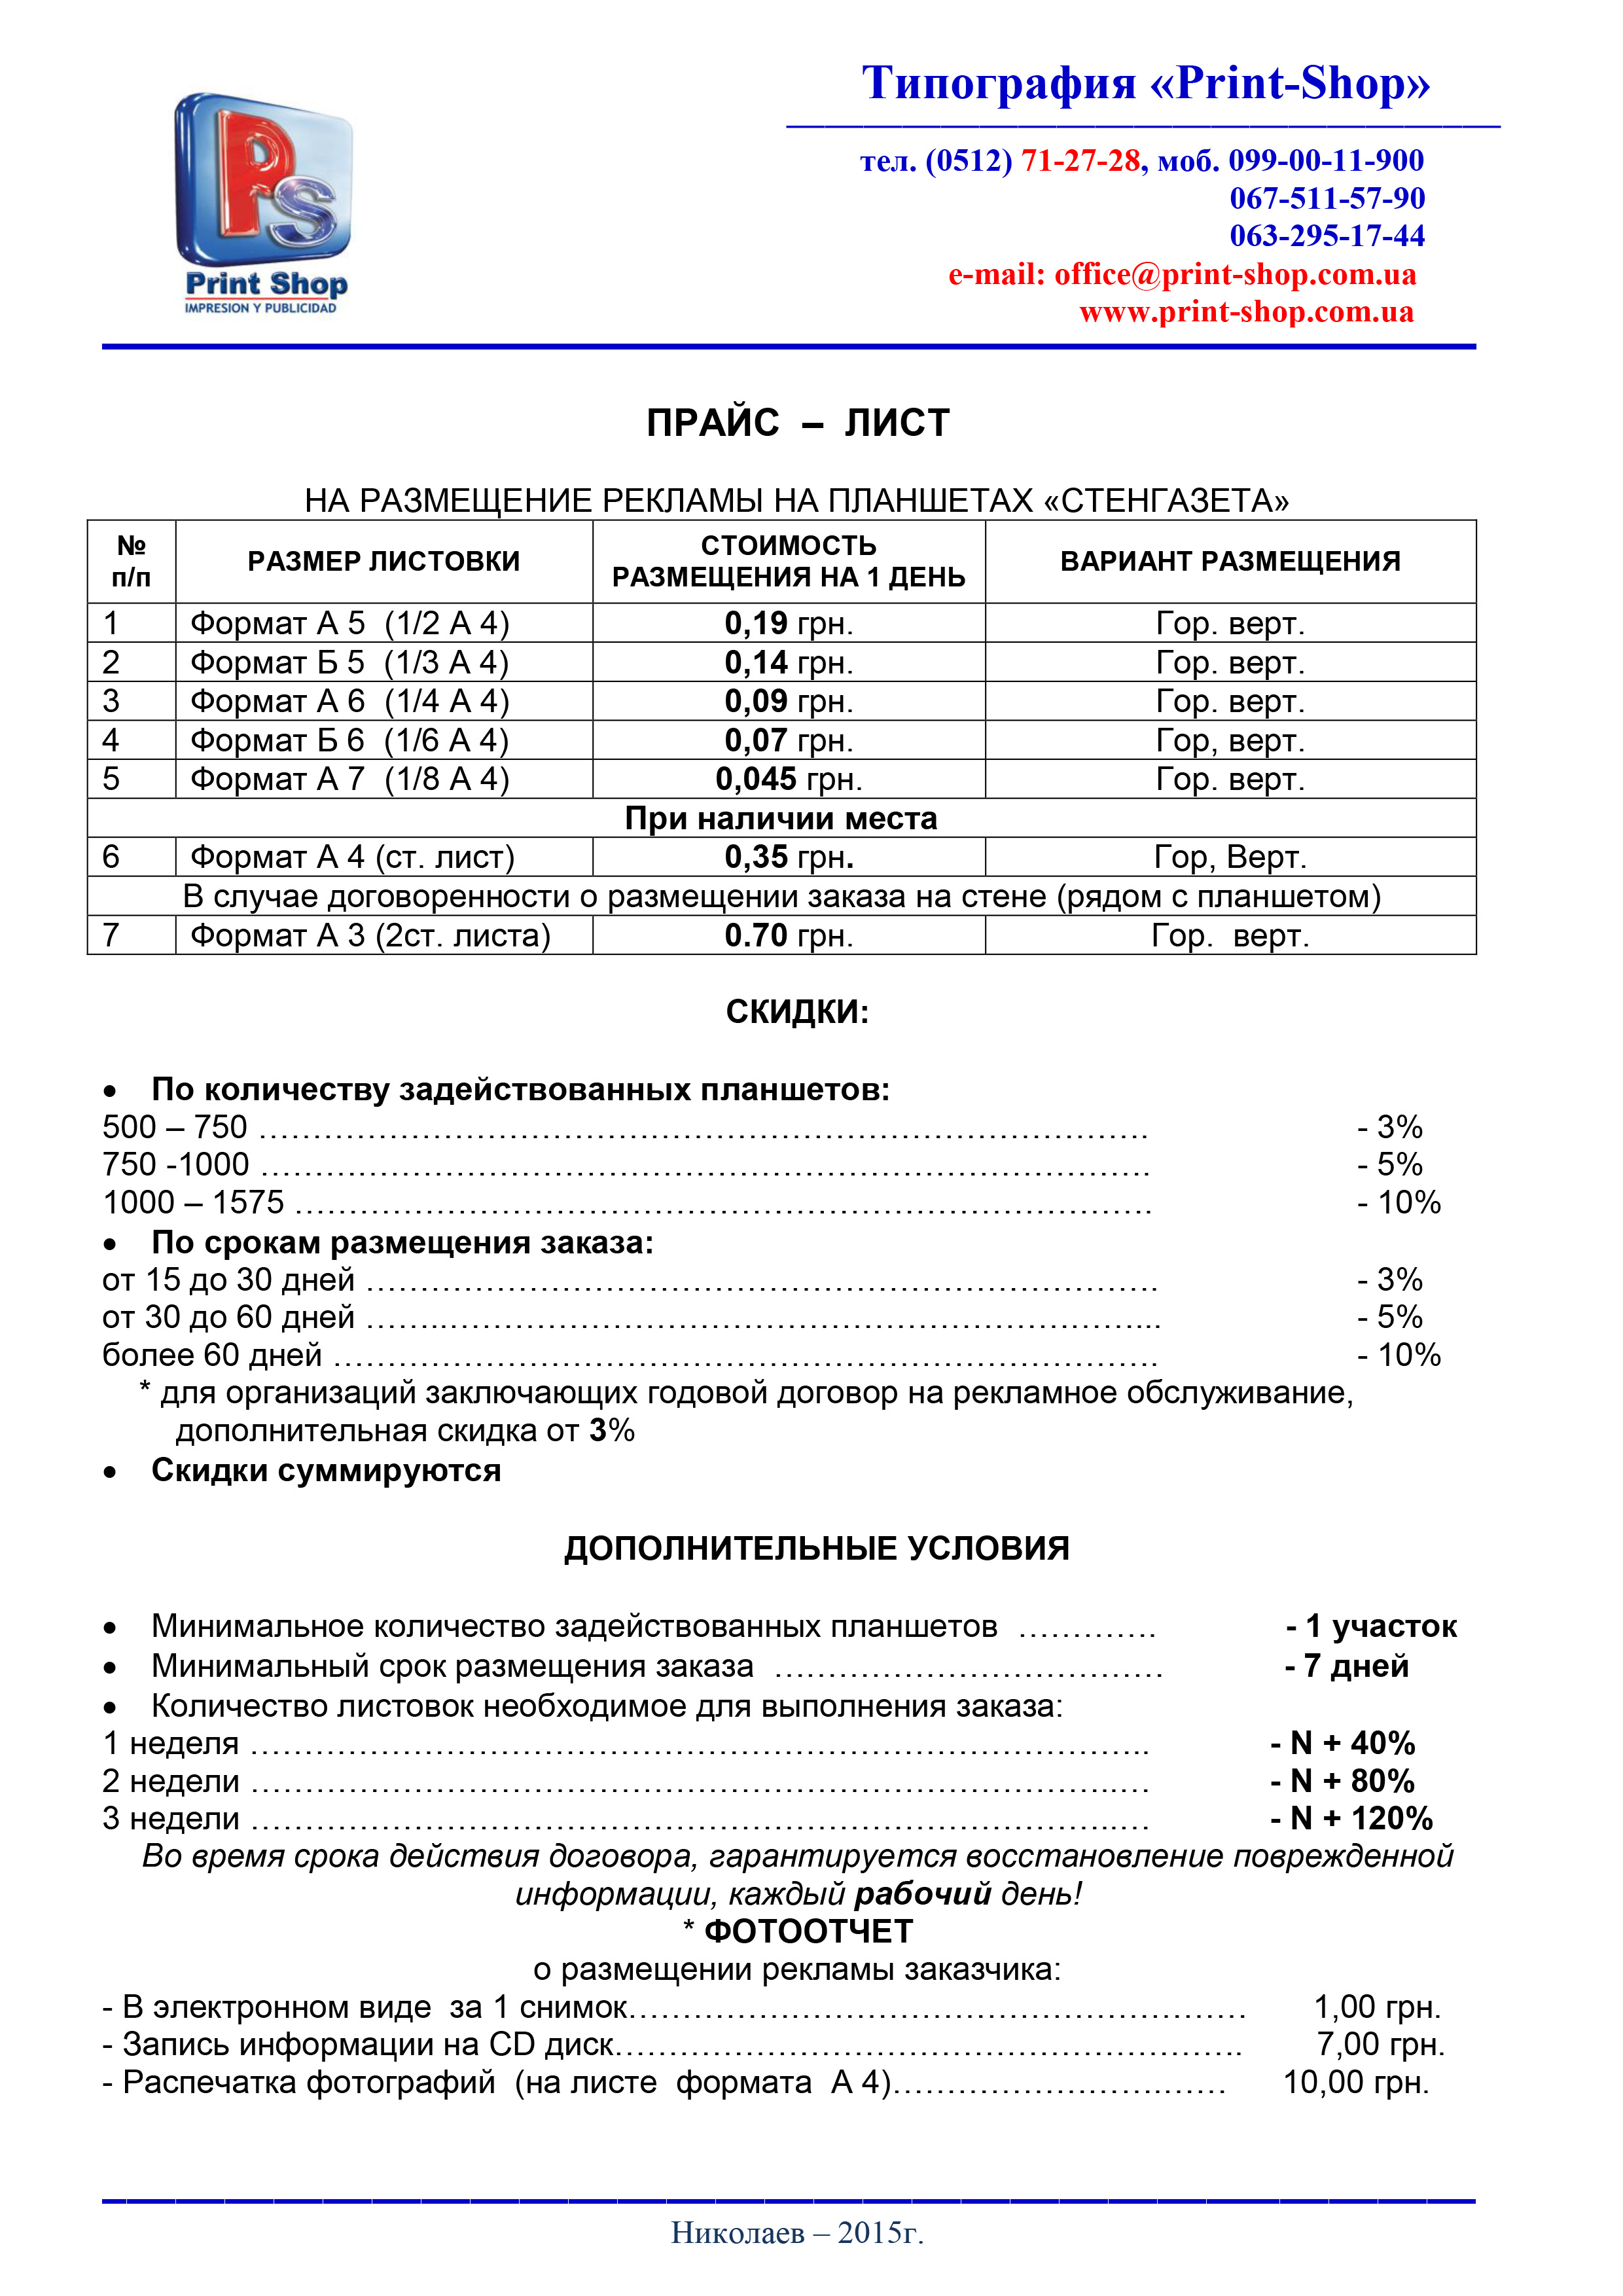 Типография «Print-Shop»
тел. (0512) 71-27-28, моб. 099-00-11-900
067-511-57-90
063-295-17-44
e-mail: office@print-shop.com.ua
www.print-shop.com.ua
Ps
Print Shop
IMPRESION Y PUBLICIDAD
ПРАЙС – ЛИСТ
НА РАЗМЕЩЕНИЕ РЕКЛАМЫ НА ПЛАНШЕТАХ «СТЕНГАЗЕТА»
№ п/п РАЗМЕР ЛИСТОВКИ СТОИМОСТЬ РАЗМЕЩЕНИЯ НА 1 ДЕНЬ ВАРИАНТ РАЗМЕЩЕНИЯ
1 Формат А 5 (1/2 А 4) 0,19 грн. Гор. верт.
2 Формат Б 5 (1/3 А 4) 0,14 грн. Гор. верт.
3 Формат А 6 (1/4 А 4) 0,09 грн. Гор. верт.
4 Формат Б 6 (1/6 А 4) 0,07 грн. Гор, верт.
5 Формат А 7 (1/8 А 4) 0,045 грн. Гор. верт.
При наличии места
6 Формат А 4 (ст. лист) 0,35 грн. Гор, Верт.
В случае договоренности о размещении заказа на стене (рядом с планшетом)
7 Формат А 3 (2ст. листа) 0.70 грн. Гор. верт.
СКИДКИ:
• По количеству задействованных планшетов:
500 – 750 …………………………………………………………………………. - 3%
750 -1000 …………………………………………………………………………. - 5%
1000 – 1575 ………………………………………………………………………. - 10%
• По срокам размещения заказа:
от 15 до 30 дней …………………………………………………………………. - 3%
от 30 до 60 дней ……..………………………………………………………... - 5%
более 60 дней ……………………………………………………………………. - 10%
* для организаций заключающих годовой договор на рекламное обслуживание,
дополнительная скидка от 3%
• Скидки суммируются
ДОПОЛНИТЕЛЬНЫЕ УСЛОВИЯ
• Минимальное количество задействованных планшетов …………. - 1 участок
• Минимальный срок размещения заказа ………………………………. - 7 дней
• Количество листовок необходимое для выполнения заказа:
1 неделя ……………………………………………………………………….. - N + 40%
2 недели ……………………………………………………………………..… - N + 80%
3 недели ……………………………………………………………………..… - N + 120%
Во время срока действия договора, гарантируется восстановление поврежденной
информации, каждый рабочий день!
* ФОТООТЧЕТ
о размещении рекламы заказчика:
- В электронном виде за 1 снимок………………………………………………… 1,00 грн.
- Запись информации на CD диск…………………………………………………. 7,00 грн.
- Распечатка фотографий (на листе формата А 4)…………………….…… 10,00 грн.
Николаев – 2015г.